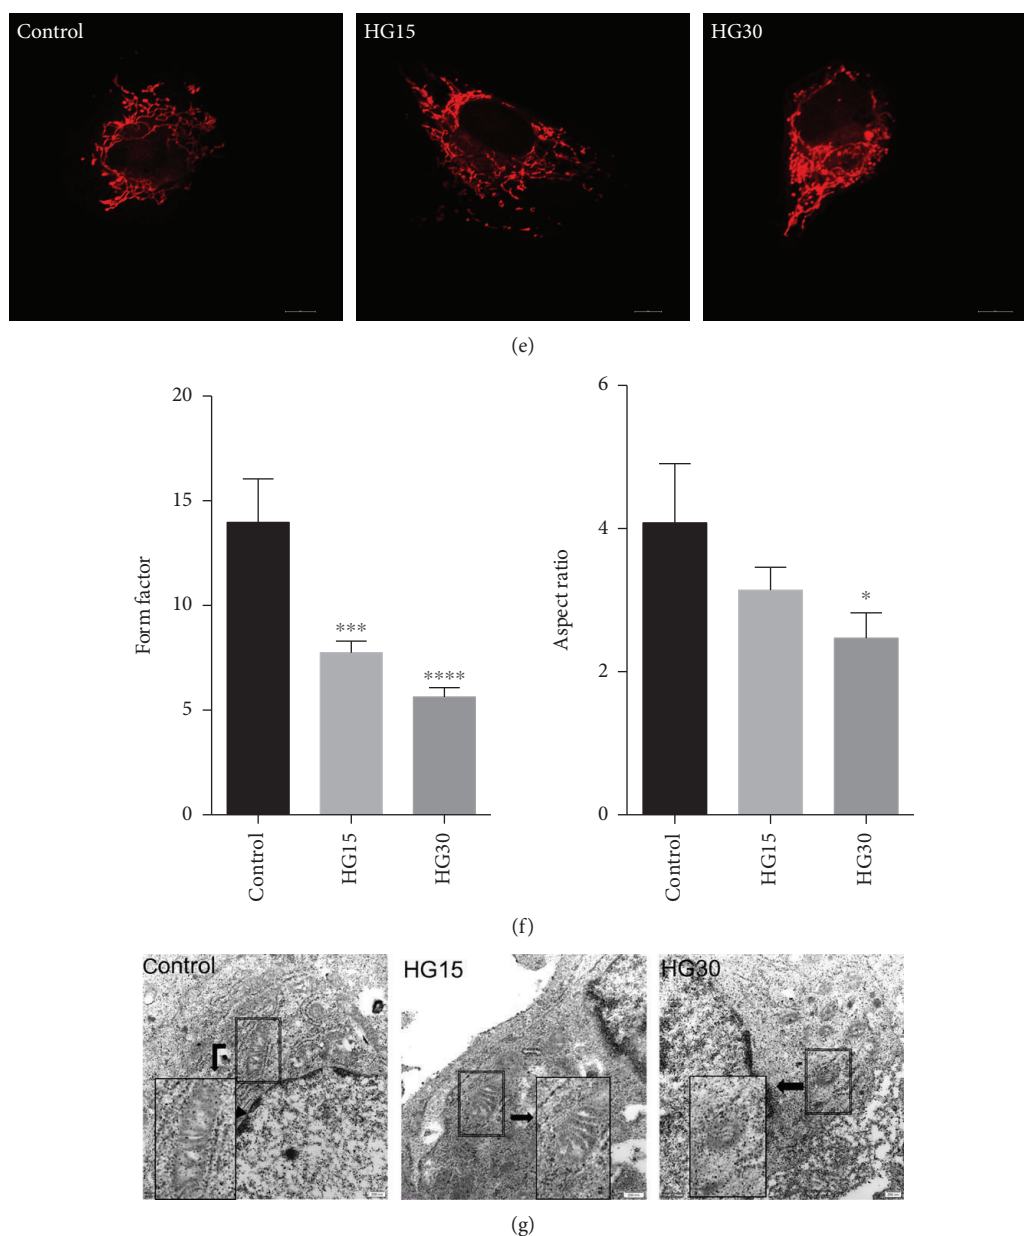 Control
HG15
HG30
(e)
20
15
10
5
0
Form factor
***
****
Control
HG15
HG30
6
4
2
0
Aspect ratio
*
Control
HG15
HG30
(f)
Control
HG15
HG30
(g)